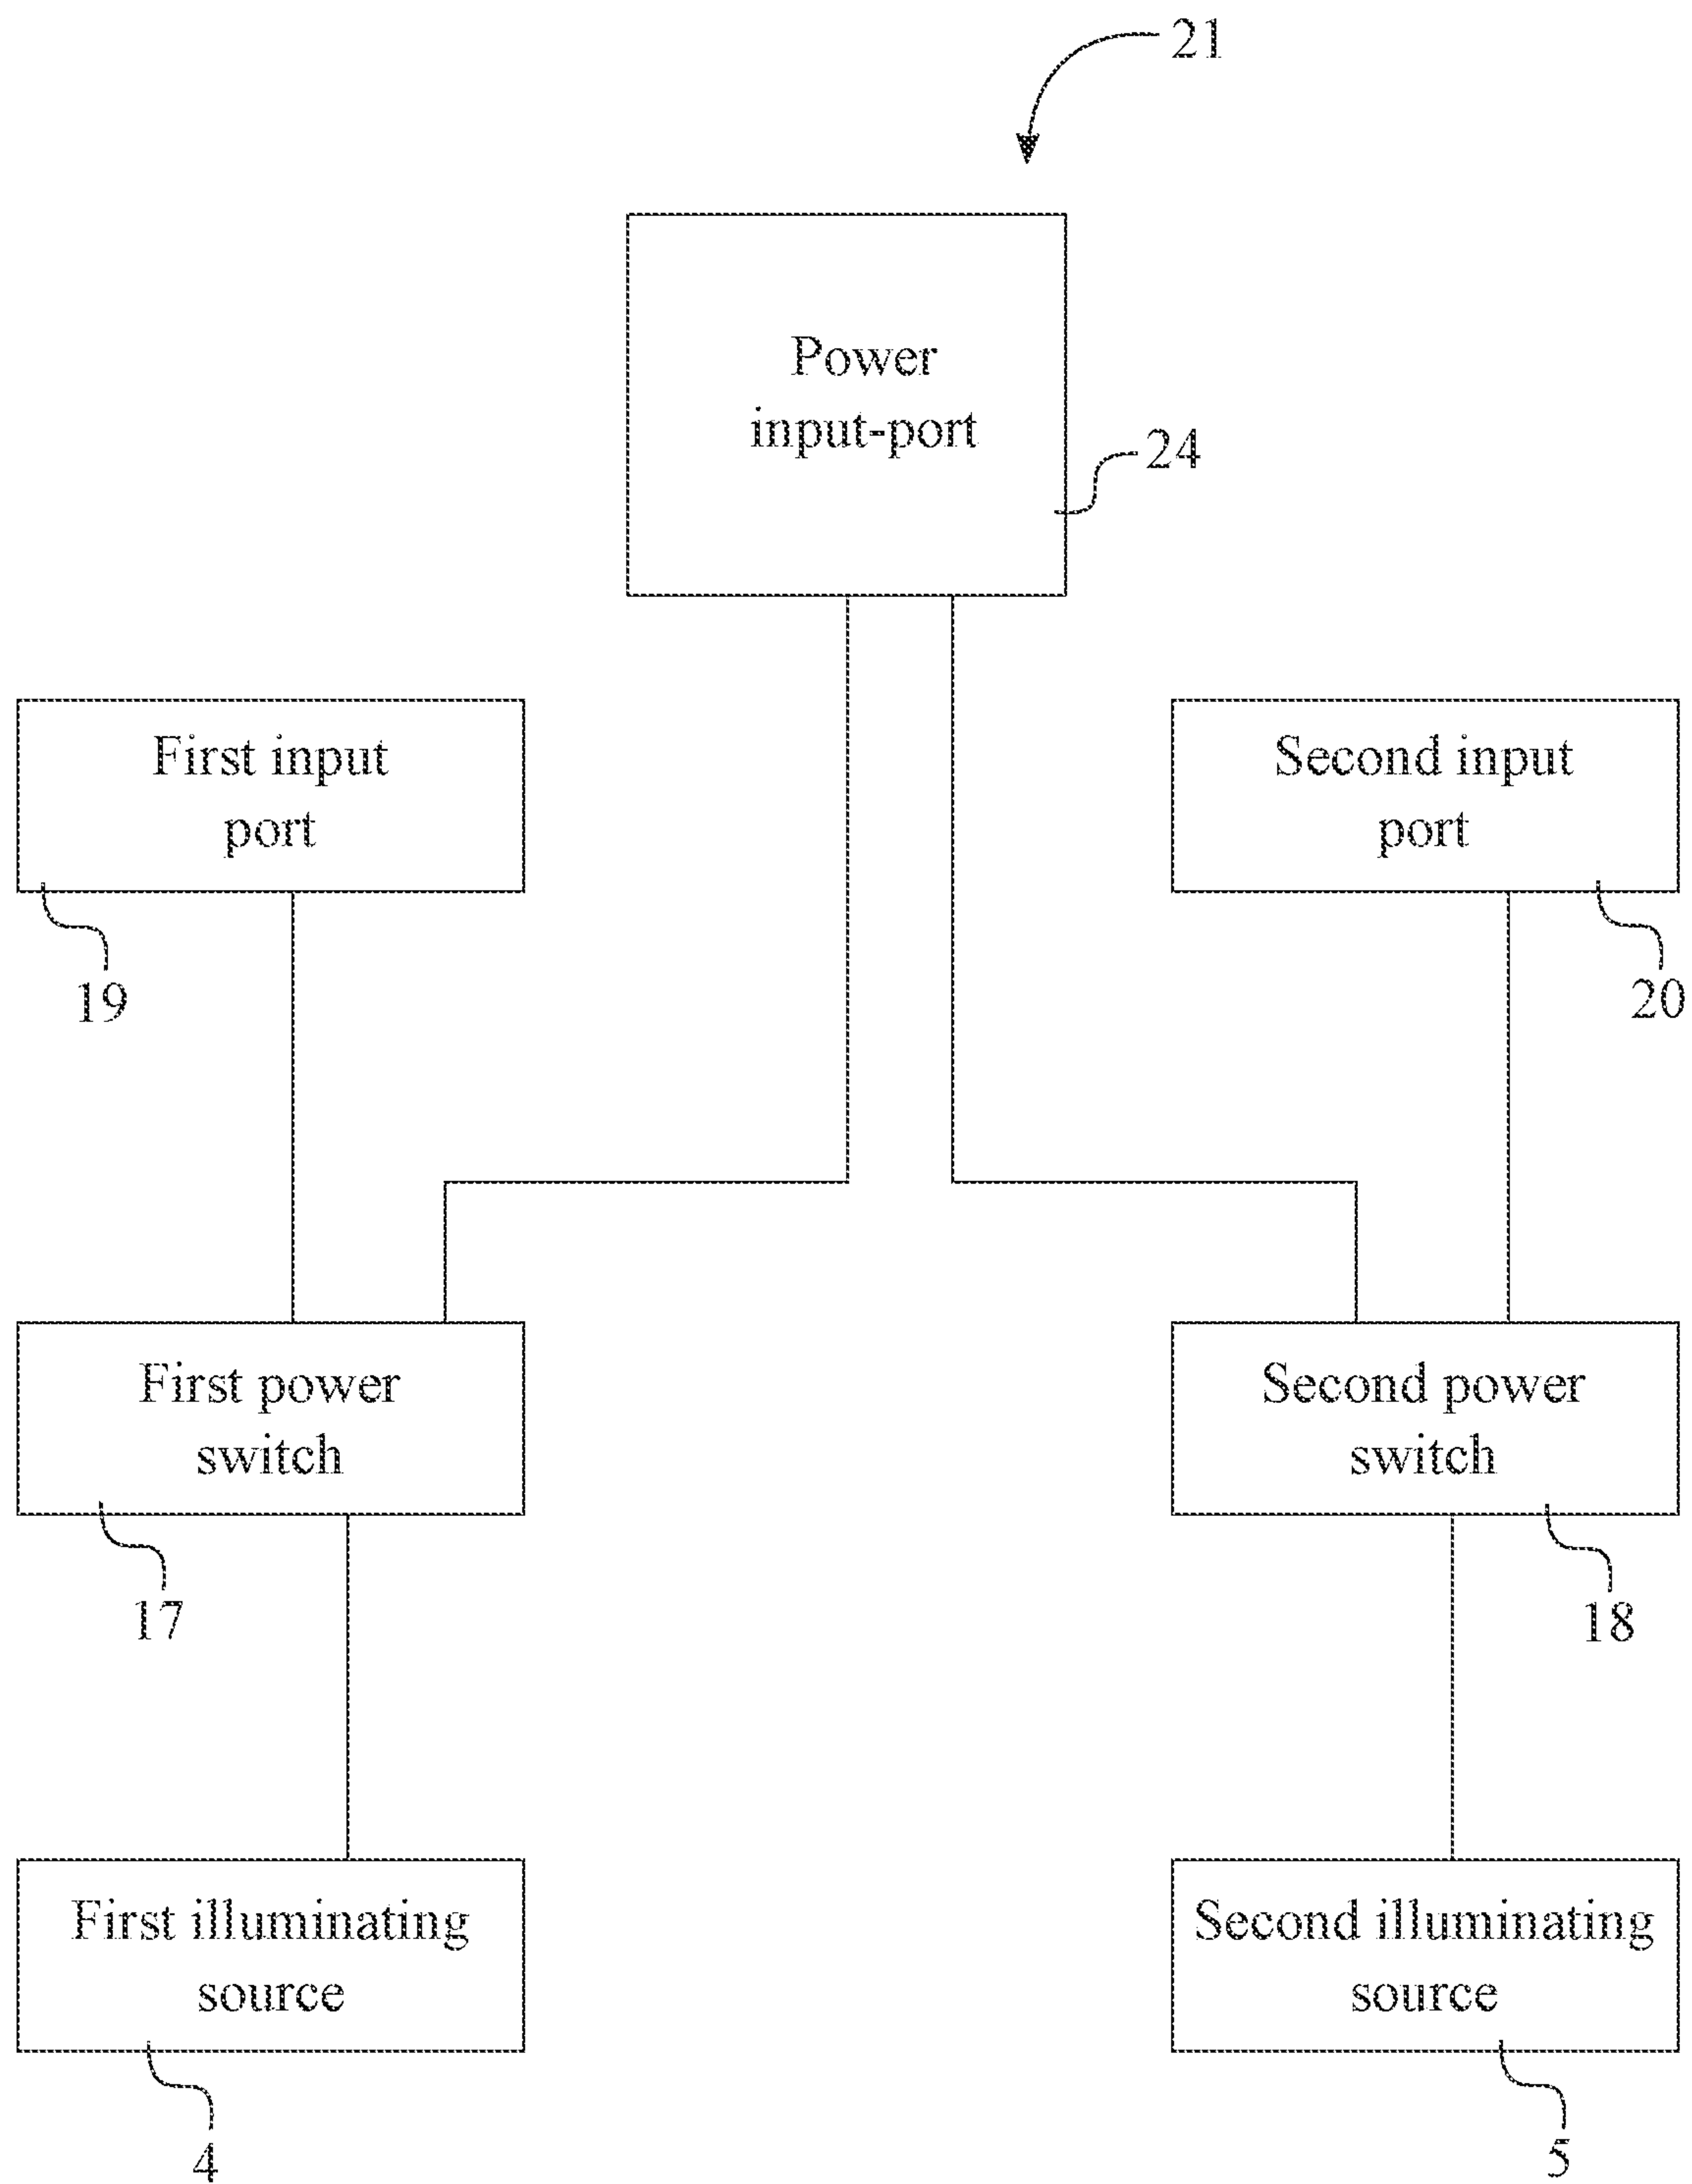 21
Power
input-port
24
First input
port
19
Second input
port
20
First power
switch
17
Second power
switch
18
First illuminating
source
4
Second illuminating
source
5